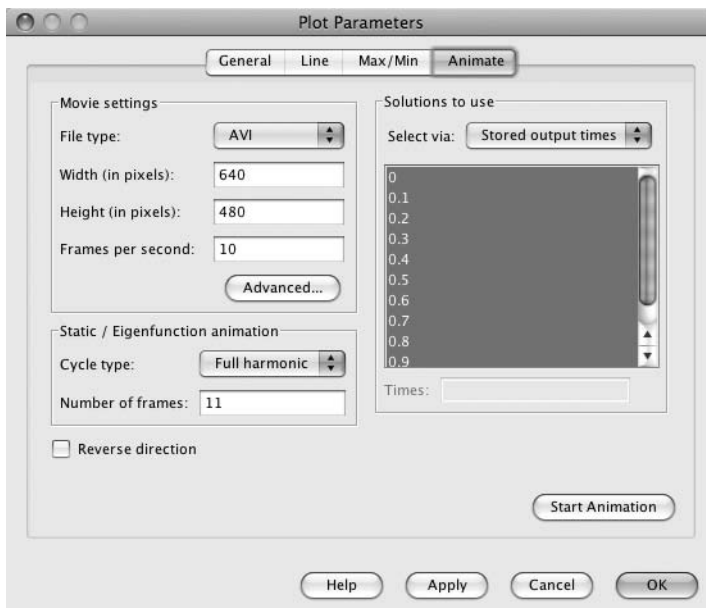 Plot Parameters
General Line Max/Min Animate
Movie settings
File type: AVI
Width (in pixels): 640
Height (in pixels): 480
Frames per second: 10
Advanced...
Static / Eigenfunction animation
Cycle type: Full harmonic
Number of frames: 11
Reverse direction
Solutions to use
Select via: Stored output times
0
0.1
0.2
0.3
0.4
0.5
0.6
0.7
0.8
0.9
Times:
Start Animation
Help Apply Cancel OK